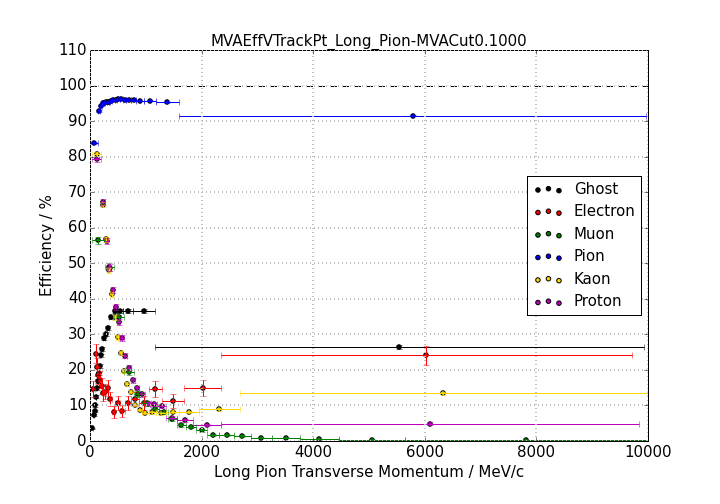 MVAEffVTrackPt_Long_Pion-MVACut0.1000
110
100
90
80
70
60
50
40
30
20
10
0
Efficiency / %
Ghost
Electron
Muon
Pion
Kaon
Proton
0 2000 4000 6000 8000 10000
Long Pion Transverse Momentum / MeV/c